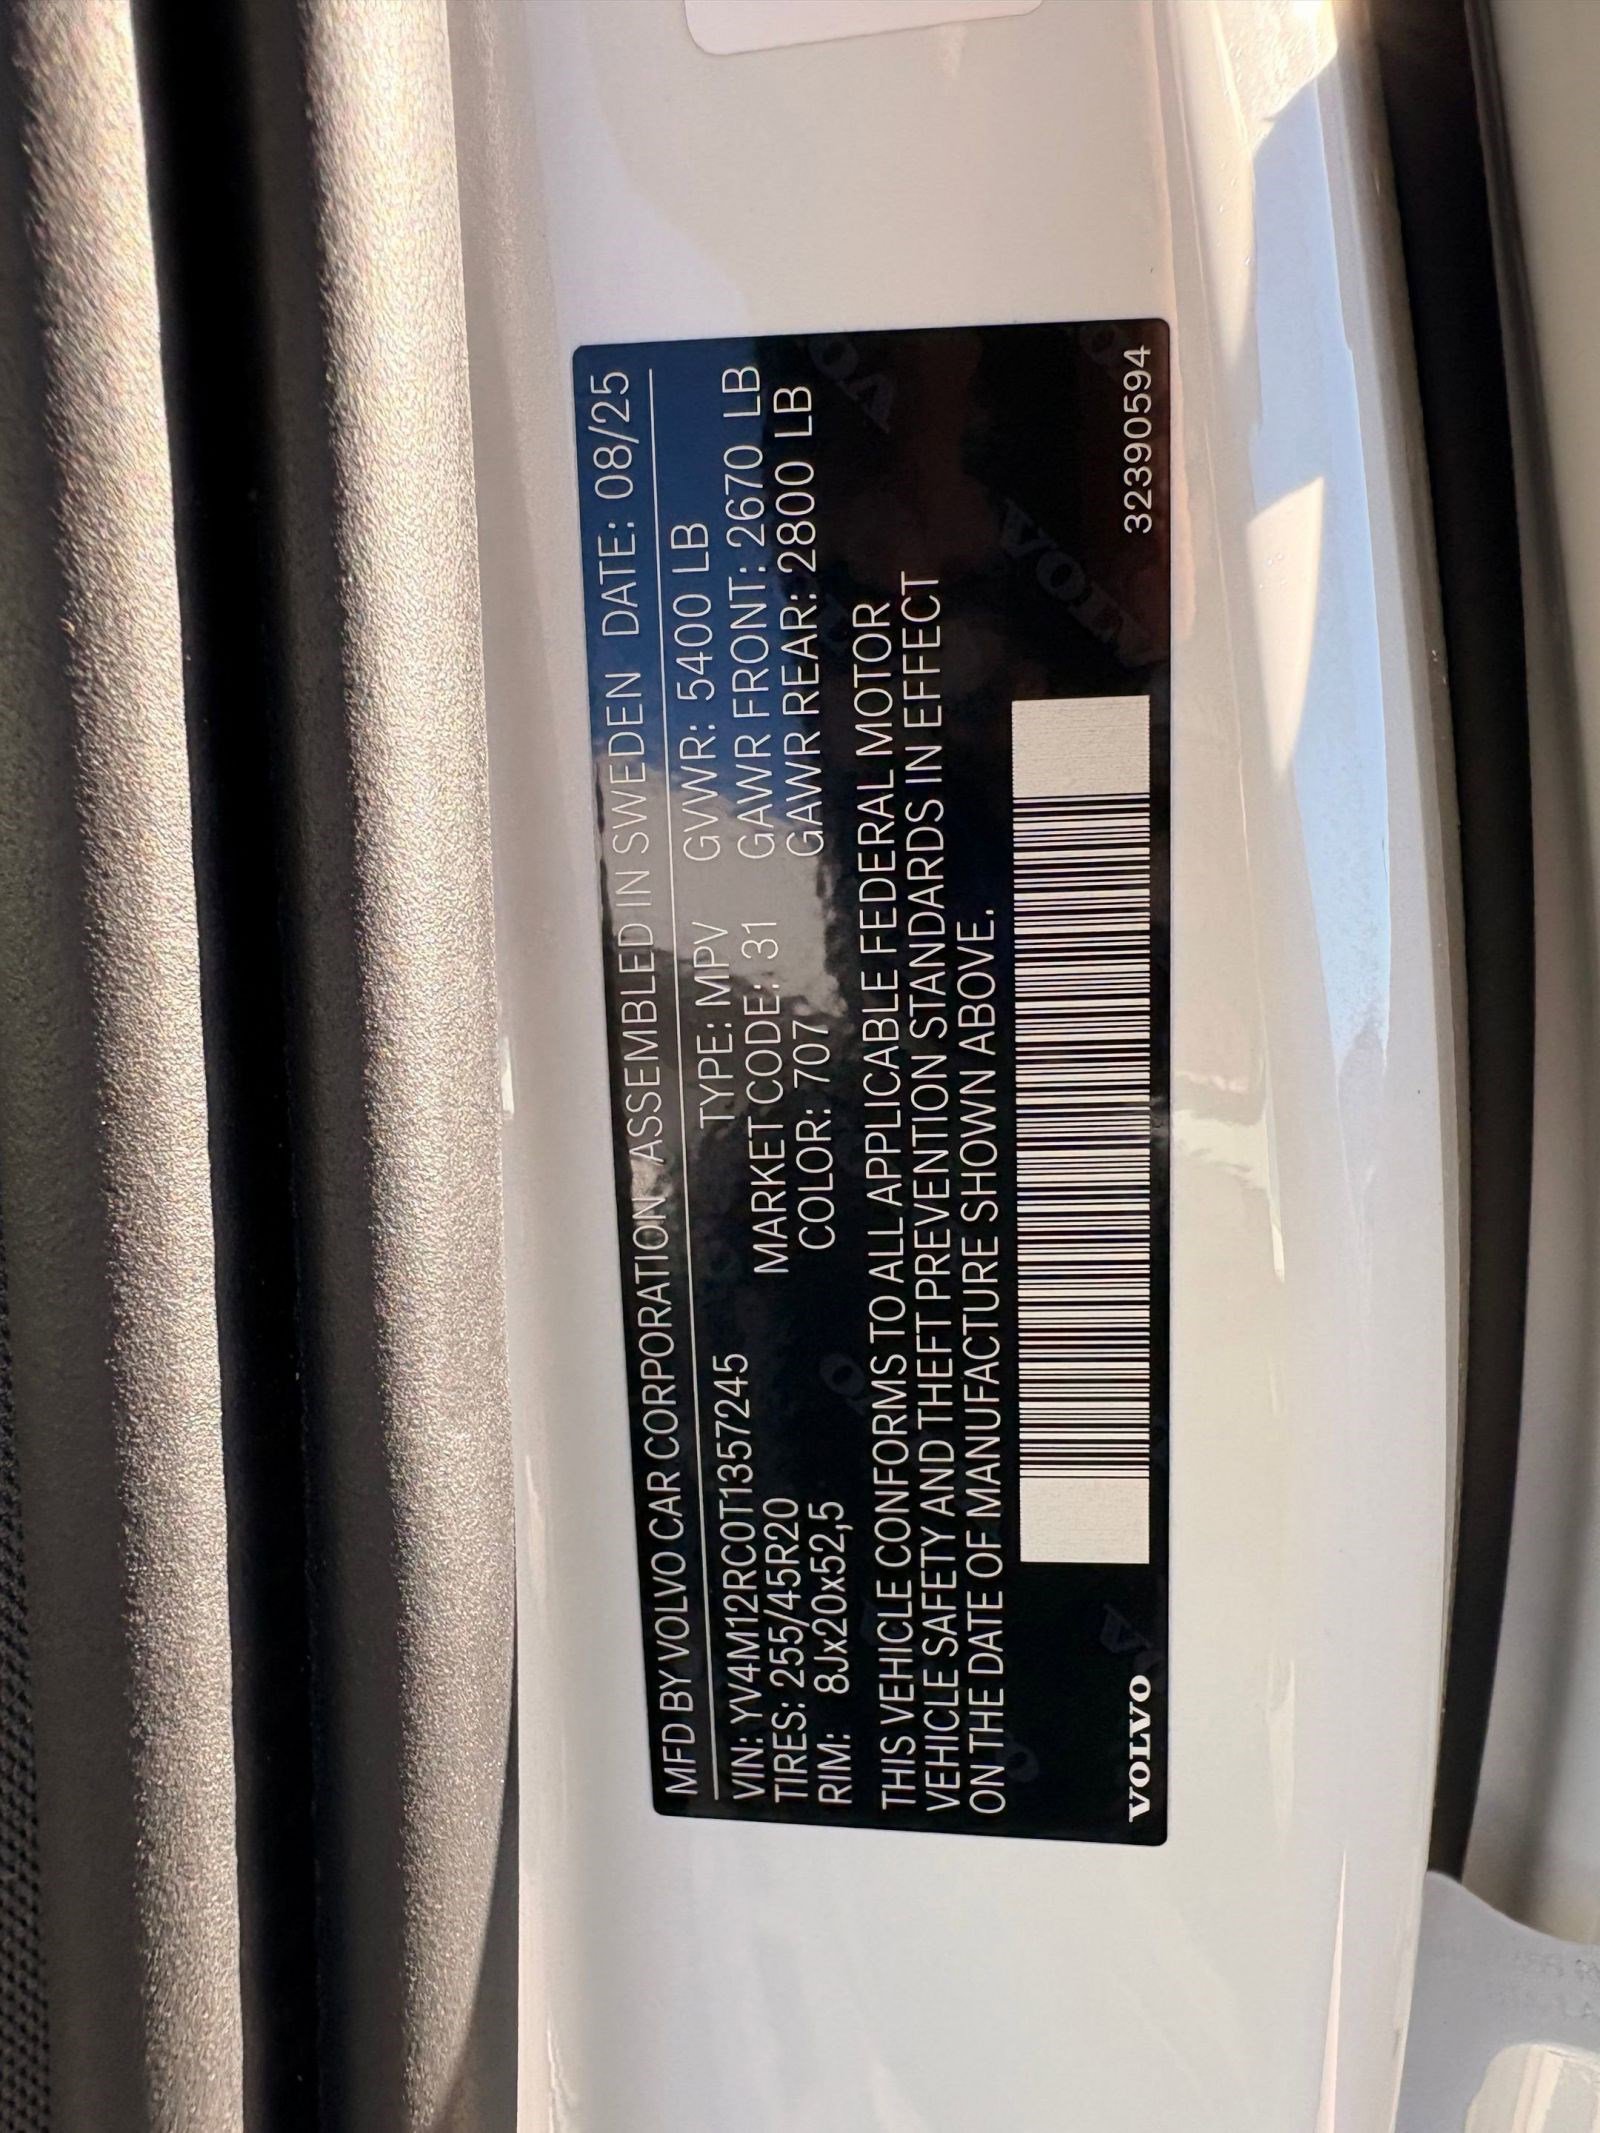 MFD BY VOLVO CAR CORPORATION ASSEMBLED IN SWEDEN DATE: 08/25
VIN: YV4M12RC0T1357245 TYPE: MPV GVWR: 5400 LB
TIRES: 255/45R20 MARKET CODE: 31 GAWR FRONT: 2670 LB
RIM: 8Jx20x52,5 COLOR: 707 GAWR REAR: 2800 LB
THIS VEHICLE CONFORMS TO ALL APPLICABLE FEDERAL MOTOR
VEHICLE SAFETY AND THEFT PREVENTION STANDARDS IN EFFECT
ON THE DATE OF MANUFACTURE SHOWN ABOVE.
VOLVO 32390594